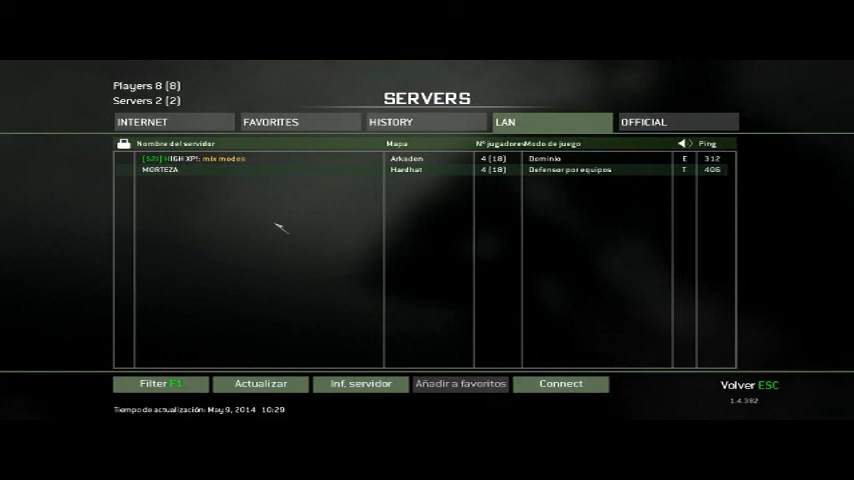 Players 8 (8)
Servers 2 (2)
SERVERS
INTERNET FAVORITES HISTORY LAN OFFICIAL
Nombre del servidor Mapa Nº jugadores Modo de juego Ping
HIGH XP!: mix modes Arkaden 4 (18) Dominio E 312
MORTEZA Hardhat 4 (18) Defensor por equipos T 406
Filter F1 Actualizar Inf. servidor Añadir a favoritos Connect Volver ESC
1.4.382
Tiempo de actualización: May 9, 2014 10:29